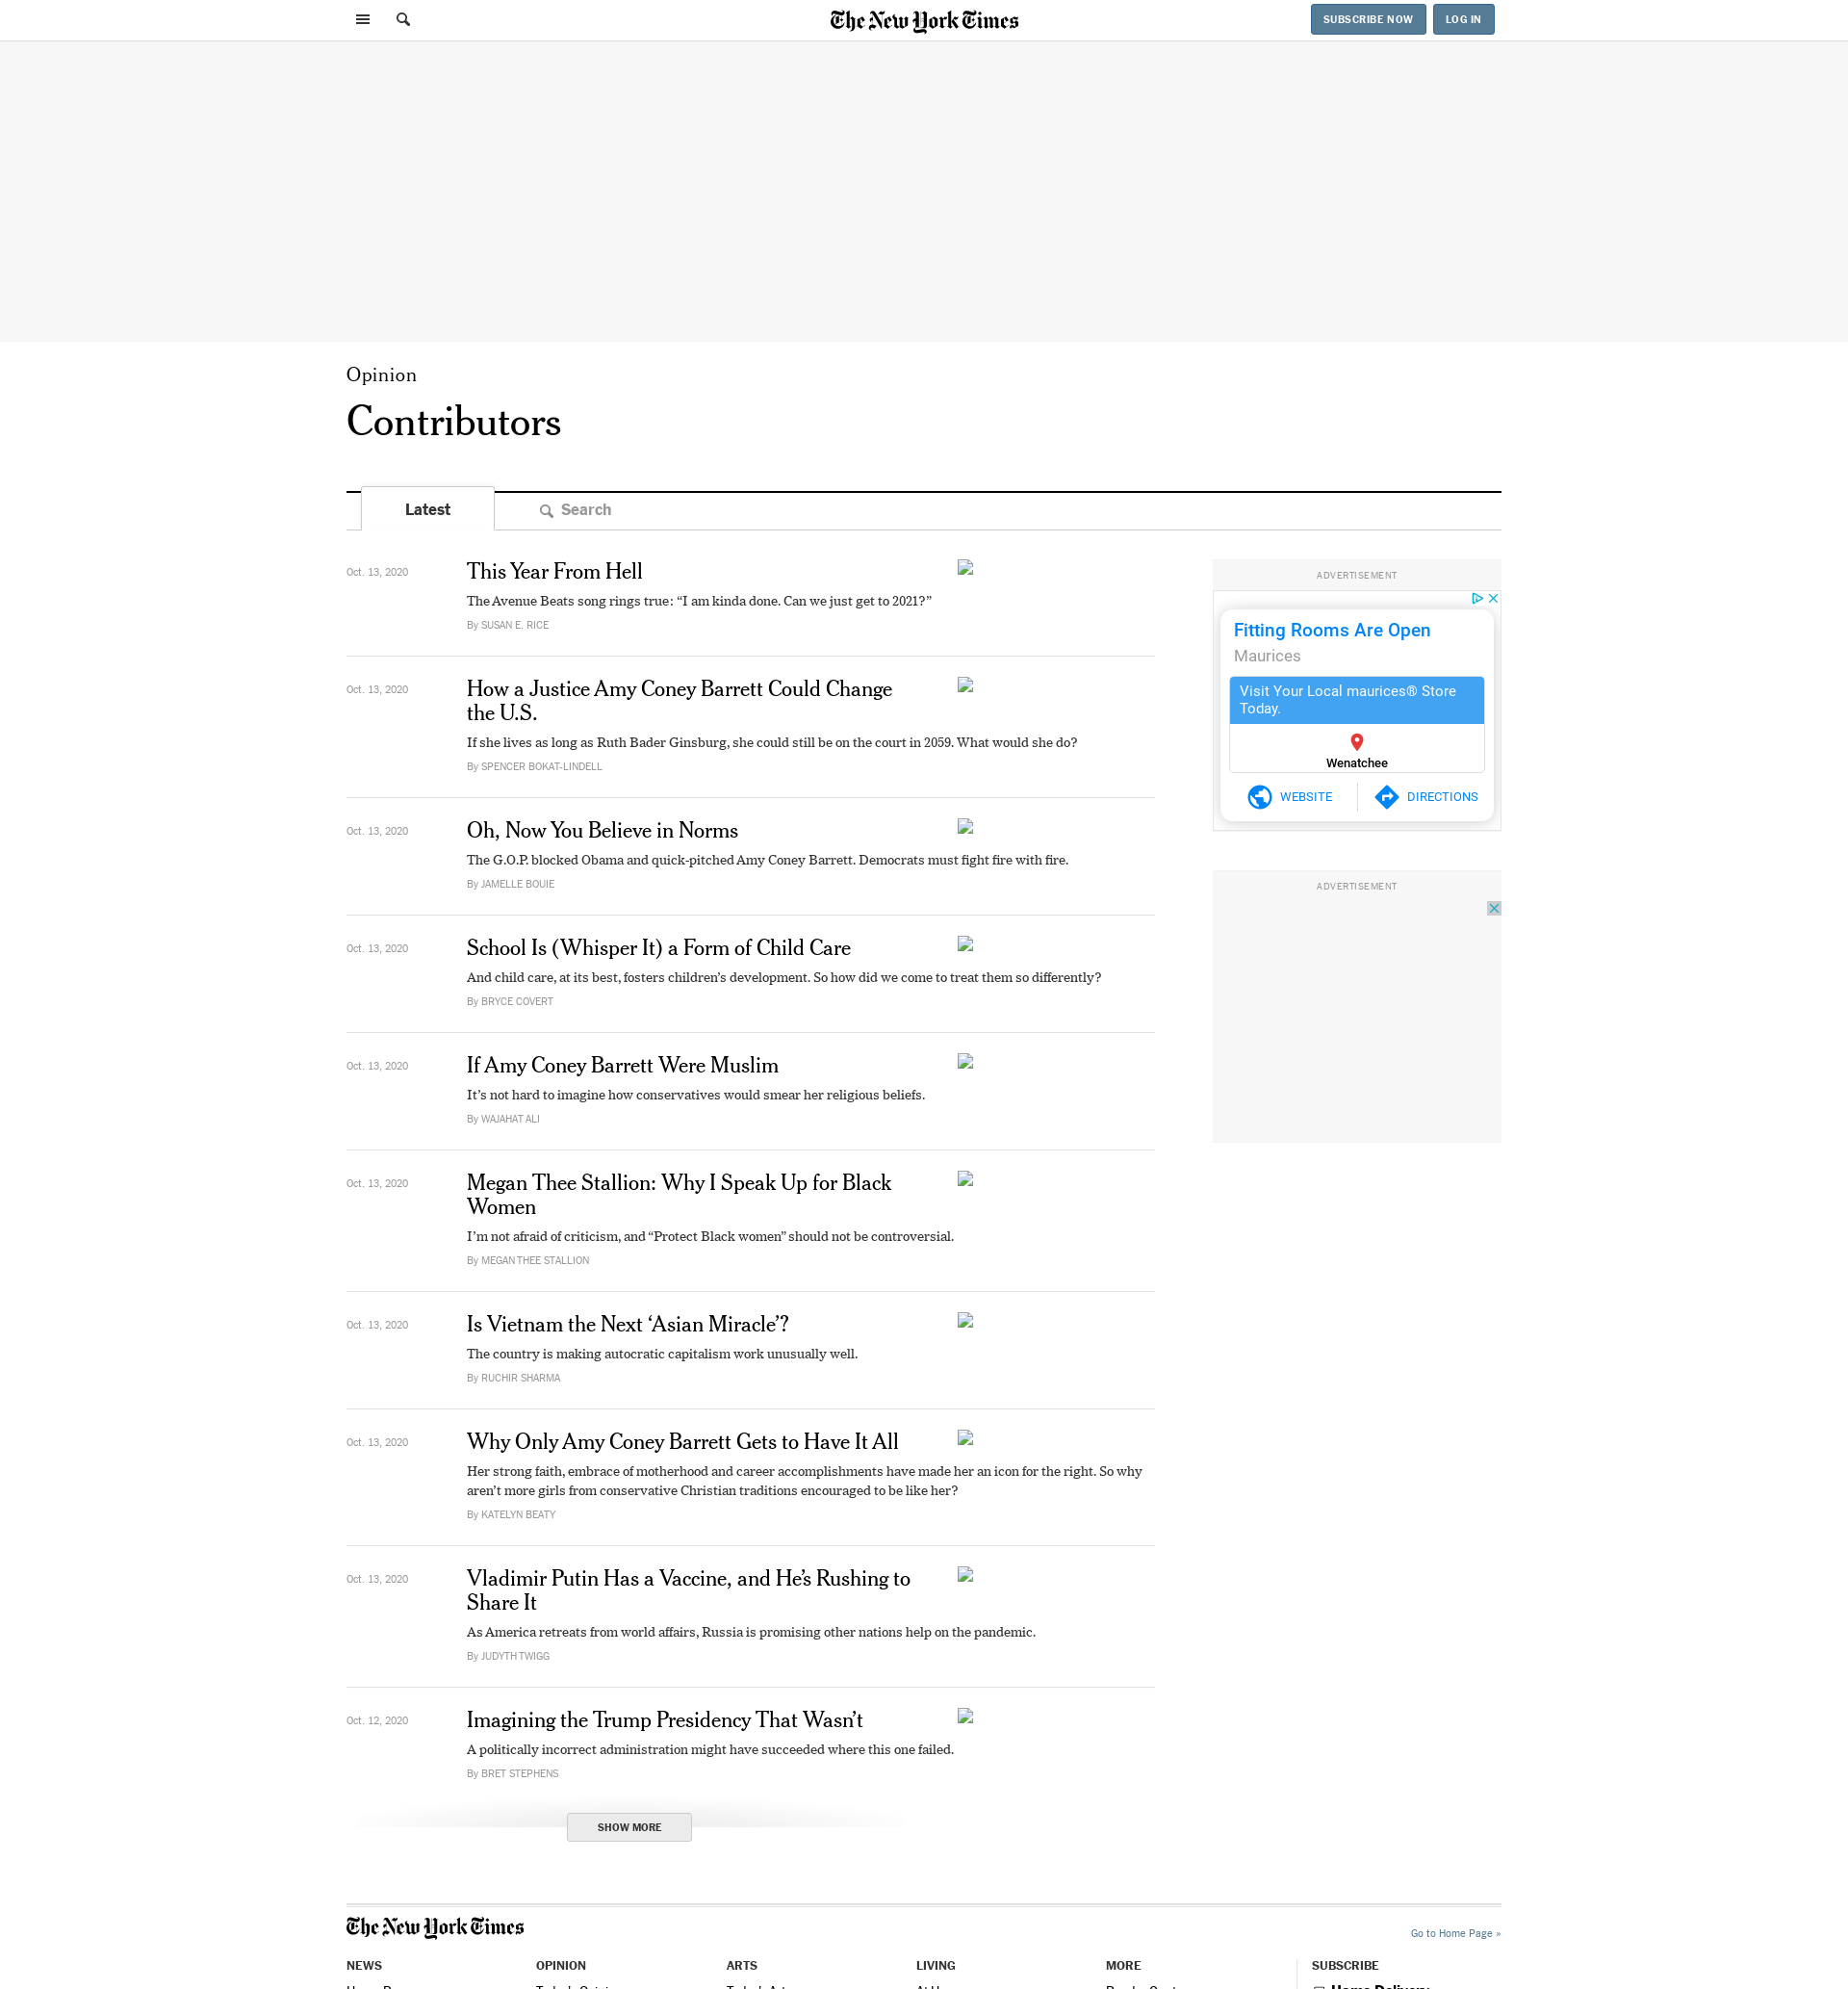 The New York Times
SUBSCRIBE NOW
LOG IN
Opinion
Contributors
Latest
Search
Oct. 13, 2020
This Year From Hell
The Avenue Beats song rings true: “I am kinda done. Can we just get to 2021?”
By SUSAN E. RICE
Oct. 13, 2020
How a Justice Amy Coney Barrett Could Change
the U.S.
If she lives as long as Ruth Bader Ginsburg, she could still be on the court in 2059. What would she do?
By SPENCER BOKAT-LINDELL
Oct. 13, 2020
Oh, Now You Believe in Norms
The G.O.P. blocked Obama and quick-pitched Amy Coney Barrett. Democrats must fight fire with fire.
By JAMELLE BOUIE
Oct. 13, 2020
School Is (Whisper It) a Form of Child Care
And child care, at its best, fosters children’s development. So how did we come to treat them so differently?
By BRYCE COVERT
Oct. 13, 2020
If Amy Coney Barrett Were Muslim
It’s not hard to imagine how conservatives would smear her religious beliefs.
By WAJAHAT ALI
Oct. 13, 2020
Megan Thee Stallion: Why I Speak Up for Black
Women
I’m not afraid of criticism, and “Protect Black women” should not be controversial.
By MEGAN THEE STALLION
Oct. 13, 2020
Is Vietnam the Next ‘Asian Miracle’?
The country is making autocratic capitalism work unusually well.
By RUCHIR SHARMA
Oct. 13, 2020
Why Only Amy Coney Barrett Gets to Have It All
Her strong faith, embrace of motherhood and career accomplishments have made her an icon for the right. So why
aren’t more girls from conservative Christian traditions encouraged to be like her?
By KATELYN BEATY
Oct. 13, 2020
Vladimir Putin Has a Vaccine, and He’s Rushing to
Share It
As America retreats from world affairs, Russia is promising other nations help on the pandemic.
By JUDYTH TWIGG
Oct. 12, 2020
Imagining the Trump Presidency That Wasn’t
A politically incorrect administration might have succeeded where this one failed.
By BRET STEPHENS
SHOW MORE
ADVERTISEMENT
Fitting Rooms Are Open
Maurices
Visit Your Local maurices® Store
Today.
Wenatchee
WEBSITE
DIRECTIONS
ADVERTISEMENT
The New York Times
Go to Home Page »
NEWS
OPINION
ARTS
LIVING
MORE
SUBSCRIBE
Home Delivery